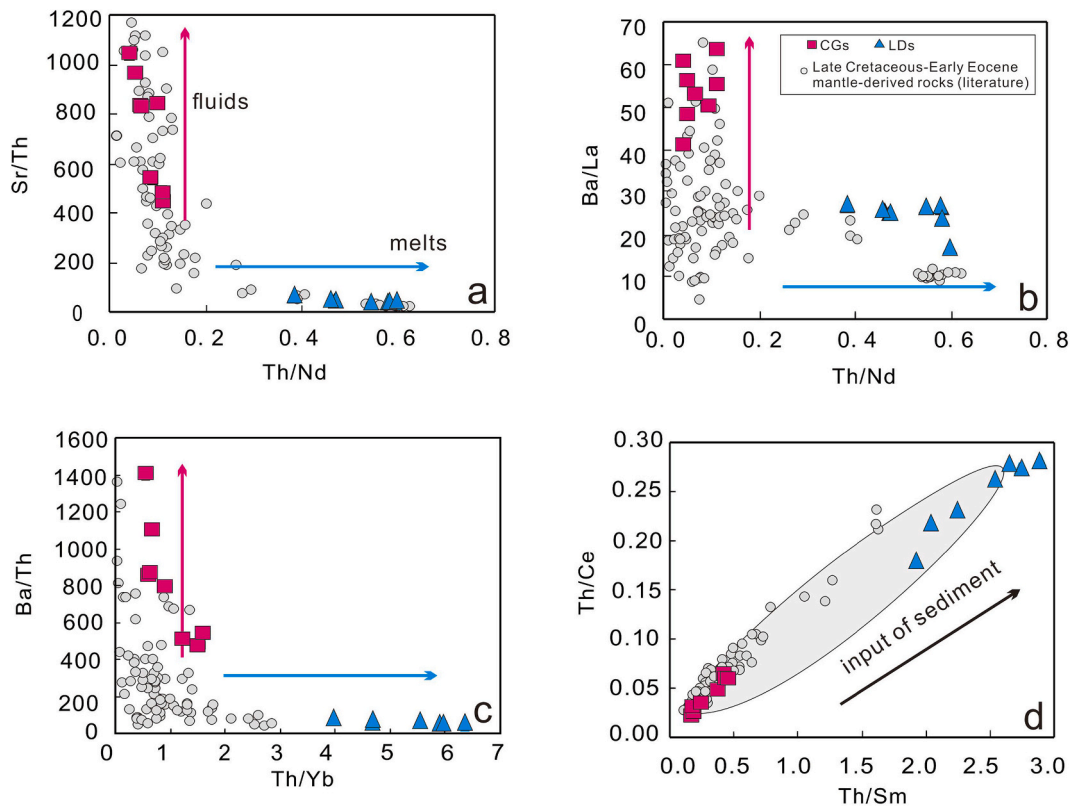 1200
1000
800
600
400
200
0
Sr/Th
fluids
melts
a
0. 0.2 0.4 0.6 0.8
Th/Nd
70
60
50
40
30
20
10
0
Ba/La
CGs LDs
Late Cretaceous-Early Eocene
mantle-derived rocks (literature)
b
0. 0.2 0.4 0.6 0.8
Th/Nd
1600
1400
1200
1000
800
600
400
200
0
Ba/Th
c
0 1 2 3 4 5 6 7
Th/Yb
0.30
0.25
0.20
0.15
0.10
0.05
0.00
Th/Ce
input of sediment
d
0.0 0.5 1.0 1.5 2.0 2.5 3.0
Th/Sm